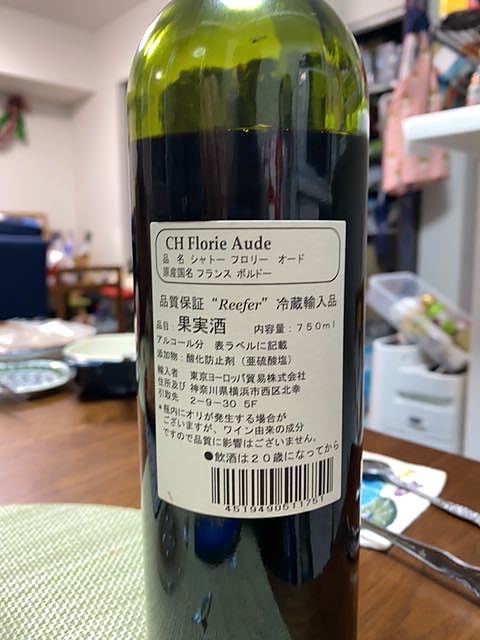 CH Florie Aude
品 名 シャトー フロリー オード
原産国名 フランス ボルドー
品質保証 “Reefer” 冷蔵輸入品
品目：果実酒 内容量：750ml
アルコール分 表ラベルに記載
添加物：酸化防止剤（亜硫酸塩）
輸入者 東京ヨーロッパ貿易株式会社
住所及び 神奈川県横浜市西区北幸
引取先 2-9-30 5F
*瓶内にオリが発生する場合が
ございますが、ワイン由来の成分
ですので品質に影響はございません。
●飲酒は20歳になってから
4519490511751